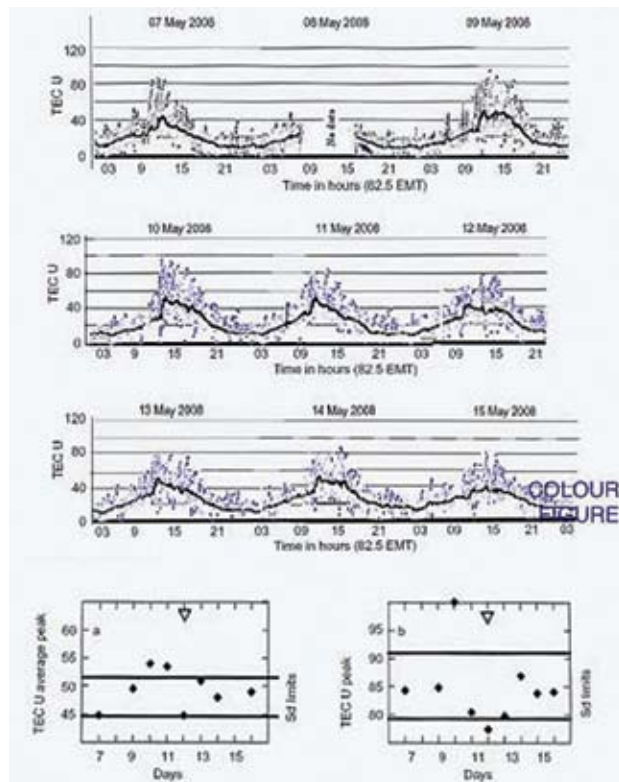 07 May 2008 08 May 2008 09 May 2008
120
80
40
0
TEC U
No data
03 9 15 21 03 09 15 03 09 15 21
Time in hours (82.5 EMT)
10 May 2008 11 May 2008 12 May 2008
120
80
40
0
TEC U
03 9 15 21 03 09 15 21 03 09 15 21
Time in hours (82.5 EMT)
13 May 2008 14 May 2008 15 May 2008
120
80
40
0
TEC U
03 9 15 21 03 09 15 21 03 09 15 21 03
Time in hours (82.5 EMT)
COLOUR
FIGURE
a
60
55
50
45
TEC U average peak
Sd limits
7 9 11 13 15
Days
b
95
90
85
80
TEC U peak
Sd limits
7 9 11 13 15
Days